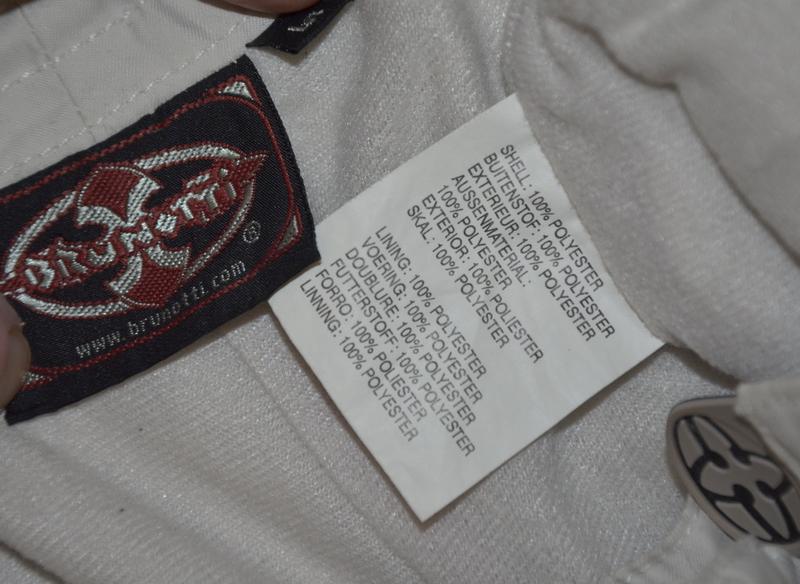 BRUNOTTI ®
www.brunotti.com
SHELL: 100% POLYESTER
BUITENSTOF: 100% POLYESTER
EXTERIEUR: 100% POLYESTER
AUSSENMATERIAL:
100% POLYESTER
EXTERIOR: 100% POLIESTER
SKAL: 100% POLYESTER
LINING: 100% POLYESTER
VOERING: 100% POLYESTER
DOUBLURE: 100% POLYESTER
FUTTERSTOFF: 100% POLYESTER
FORRO: 100% POLIESTER
LINNING: 100% POLYESTER